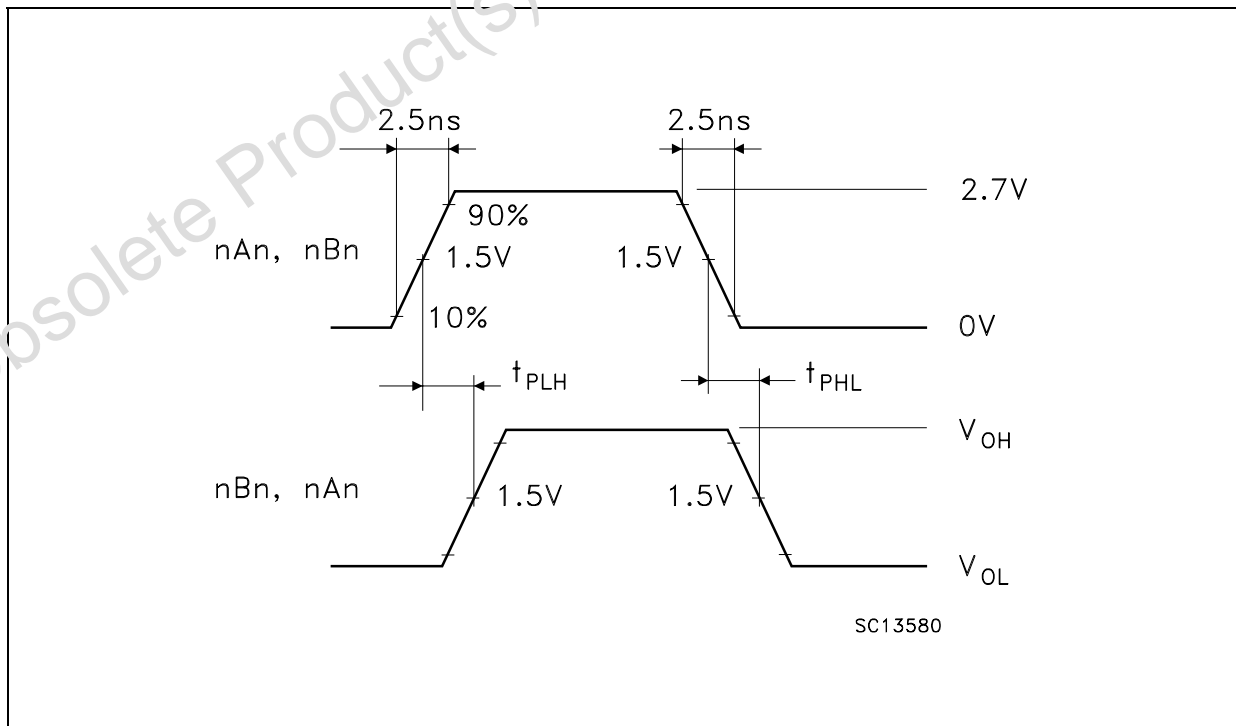 Obsolete Product(s)
2.5ns 2.5ns
2.7V
90%
nAn, nBn 1.5V 1.5V
10% 0V
tPLH tPHL
VOH
nBn, nAn 1.5V 1.5V
VOL
SC13580